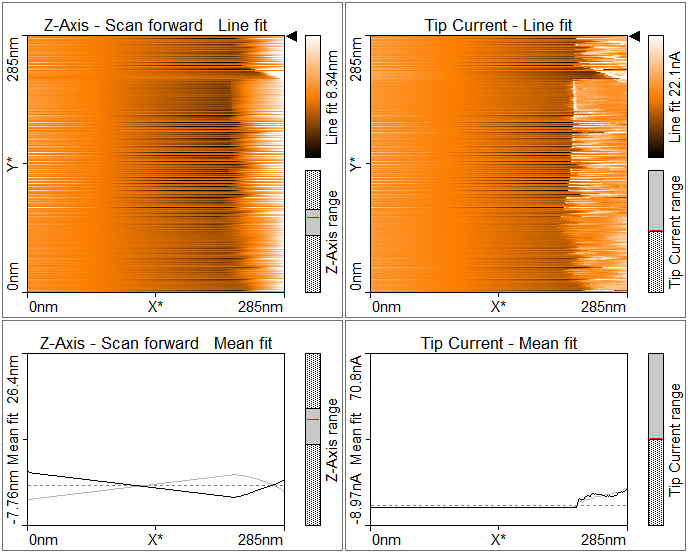 Z-Axis - Scan forward Line fit
285nm
Y*
0nm
0nm
X*
285nm
Line fit 8.34nm
Z-Axis range
Tip Current - Line fit
285nm
Y*
0nm
0nm
X*
285nm
Line fit 22.1nA
Tip Current range
Z-Axis - Scan forward Mean fit
-7.76nm Mean fit 26.4nm
0nm
X*
285nm
Z-Axis range
Tip Current - Mean fit
-8.97nA Mean fit 70.8nA
0nm
X*
285nm
Tip Current range